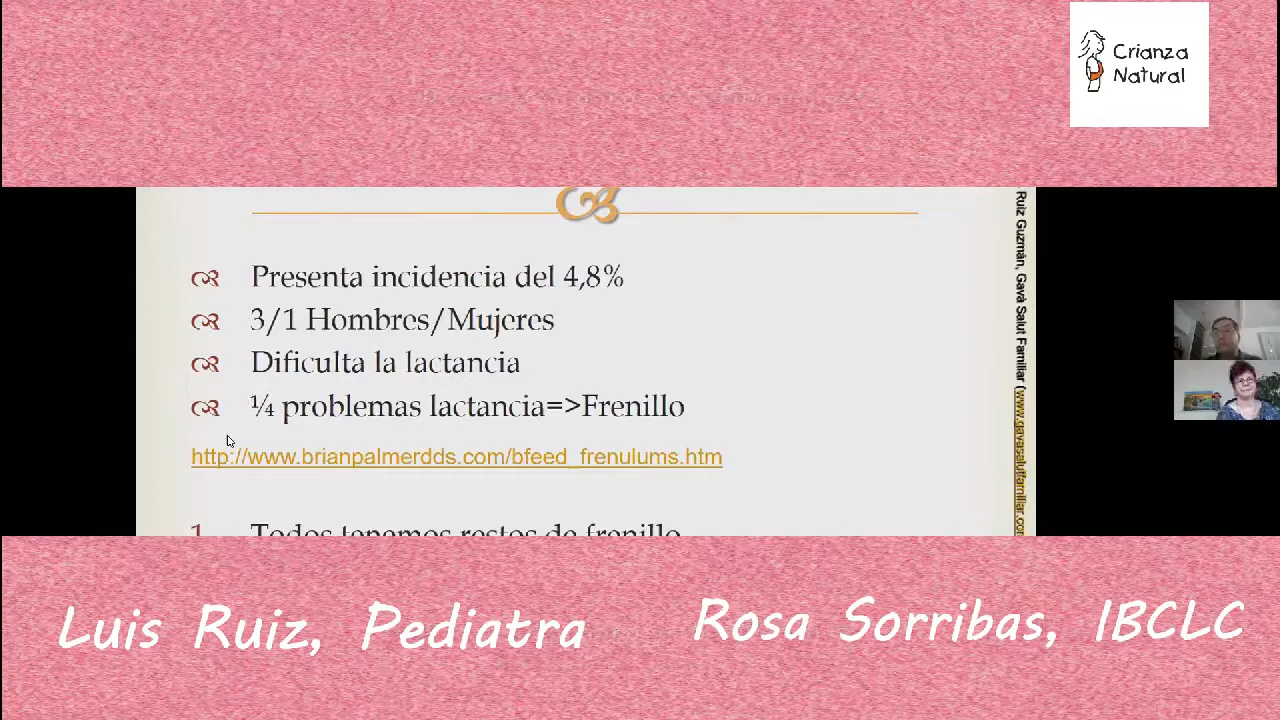 Crianza
Natural
Presenta incidencia del 4,8%
3/1 Hombres/Mujeres
Dificulta la lactancia
¼ problemas lactancia=>Frenillo
http://www.brianpalmerdds.com/bfeed_frenulums.htm
1. Todos tenemos restos de frenillo
Ruiz Guzmán, Gavà Salut Familiar (www.gavasalutfamiliar.com
Luis Ruiz, Pediatra
Rosa Sorribas, IBCLC